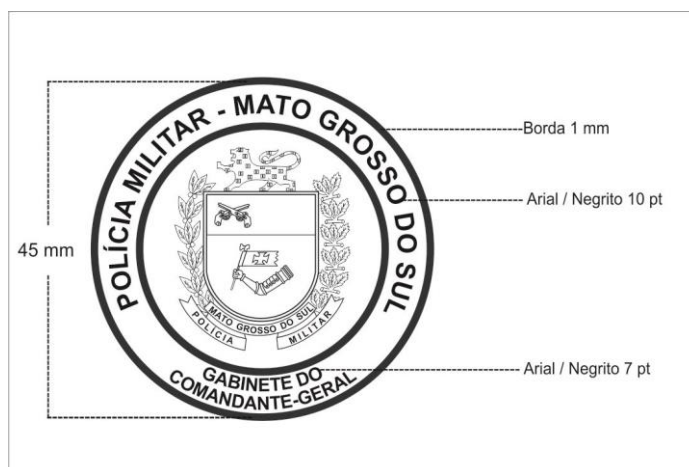 POLÍCIA MILITAR - MATO GROSSO DO SUL
Borda 1 mm
Arial / Negrito 10 pt
45 mm
MATO GROSSO DO SUL
POLÍCIA MILITAR
Arial / Negrito 7 pt
GABINETE DO
COMANDANTE-GERAL